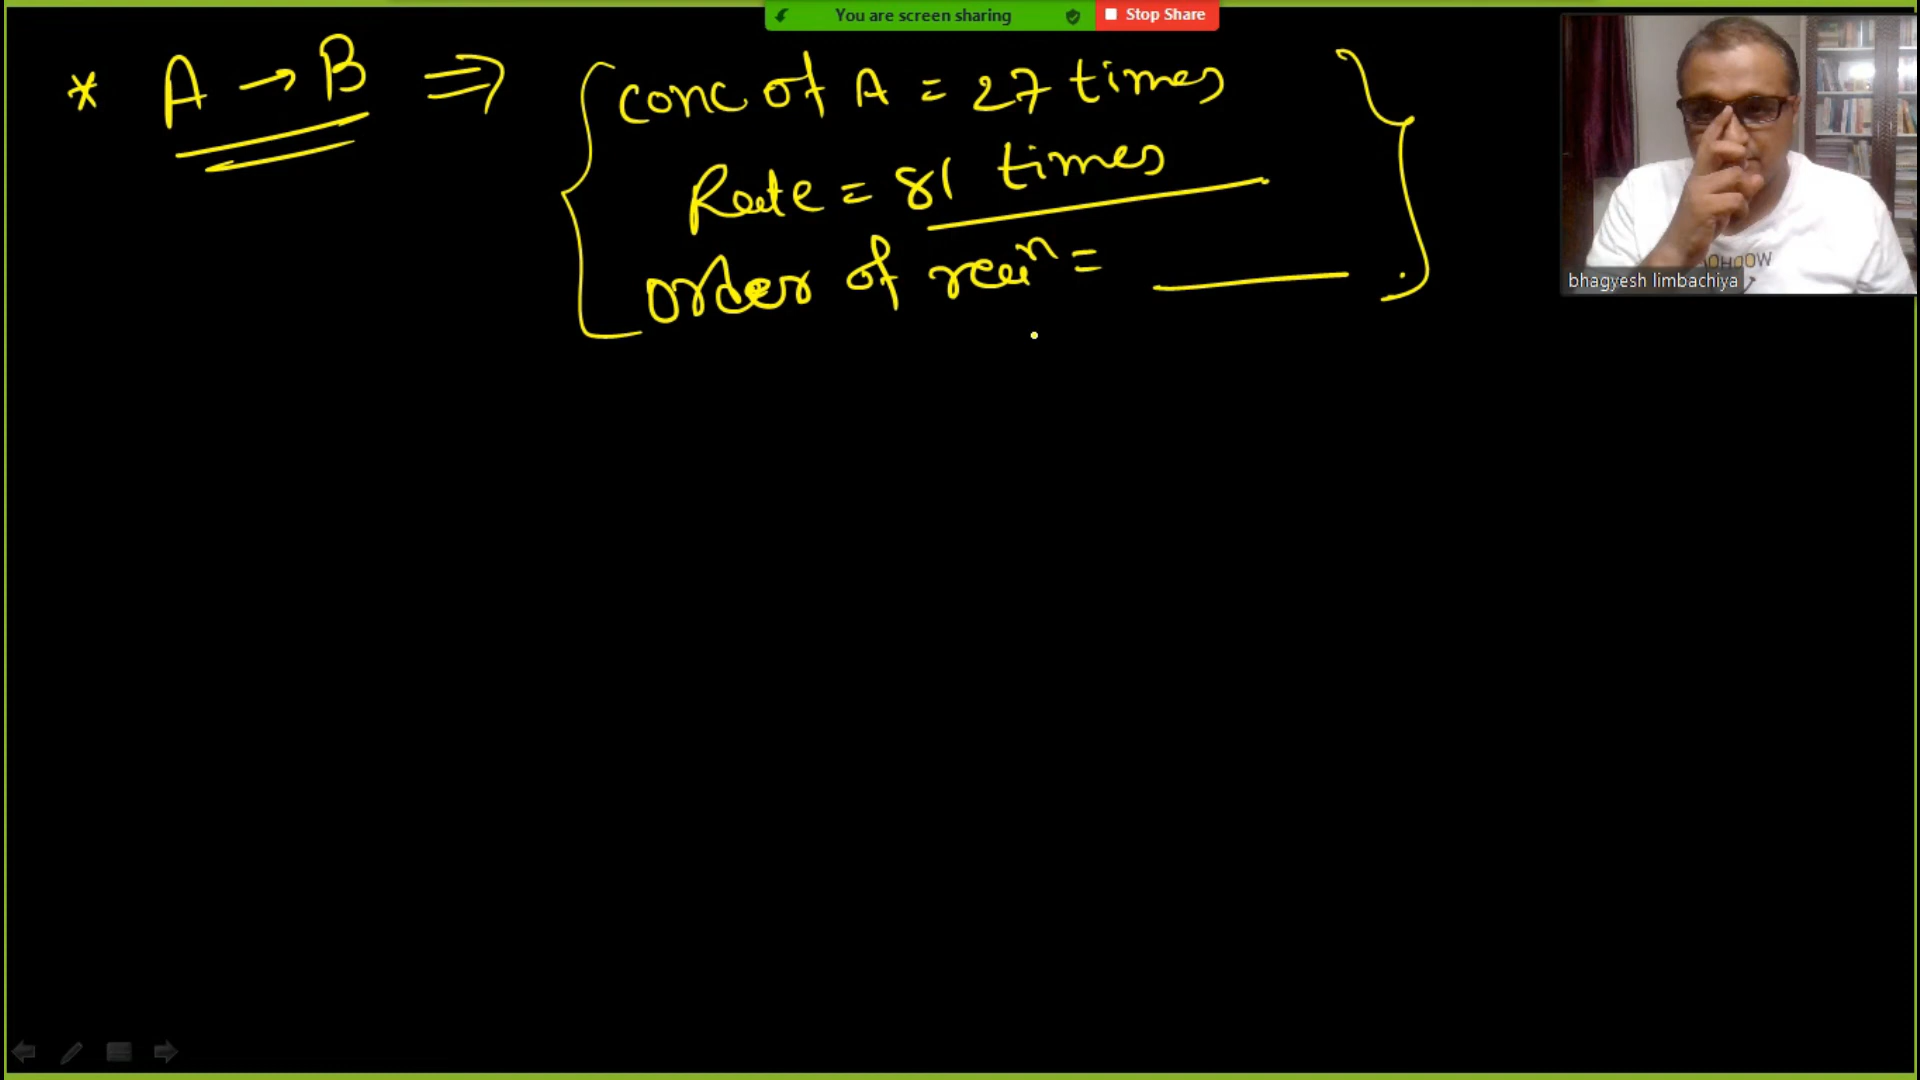 You are screen sharing Stop Share
* A → B ⇒ conc of A = 27 times
Rate = 81 times
order of reaⁿ = ______ .
bhagyesh limbachiya